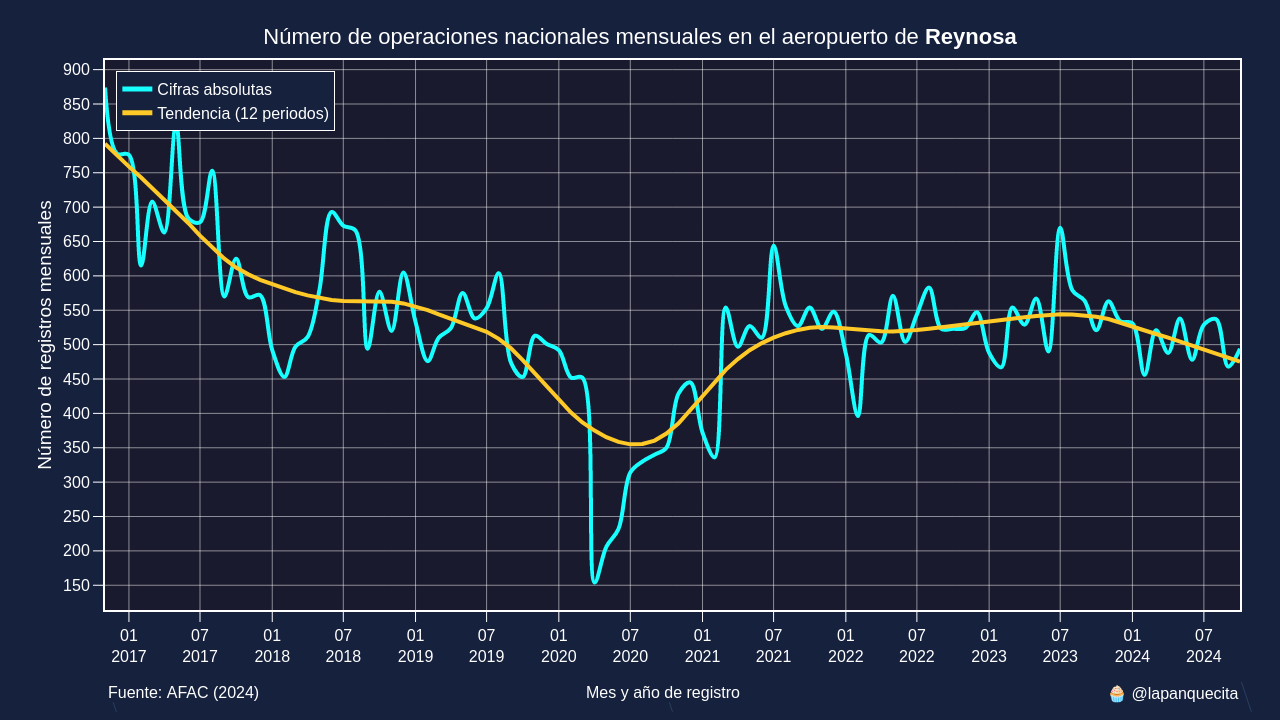 Número de operaciones nacionales mensuales en el aeropuerto de Reynosa
Cifras absolutas
Tendencia (12 periodos)
Número de registros mensuales
900
850
800
750
700
650
600
550
500
450
400
350
300
250
200
150
01 07 01 07 01 07 01 07 01 07 01 07 01 07 01 07
2017 2017 2018 2018 2019 2019 2020 2020 2021 2021 2022 2022 2023 2023 2024 2024
Fuente: AFAC (2024) Mes y año de registro 🧁 @lapanquecita